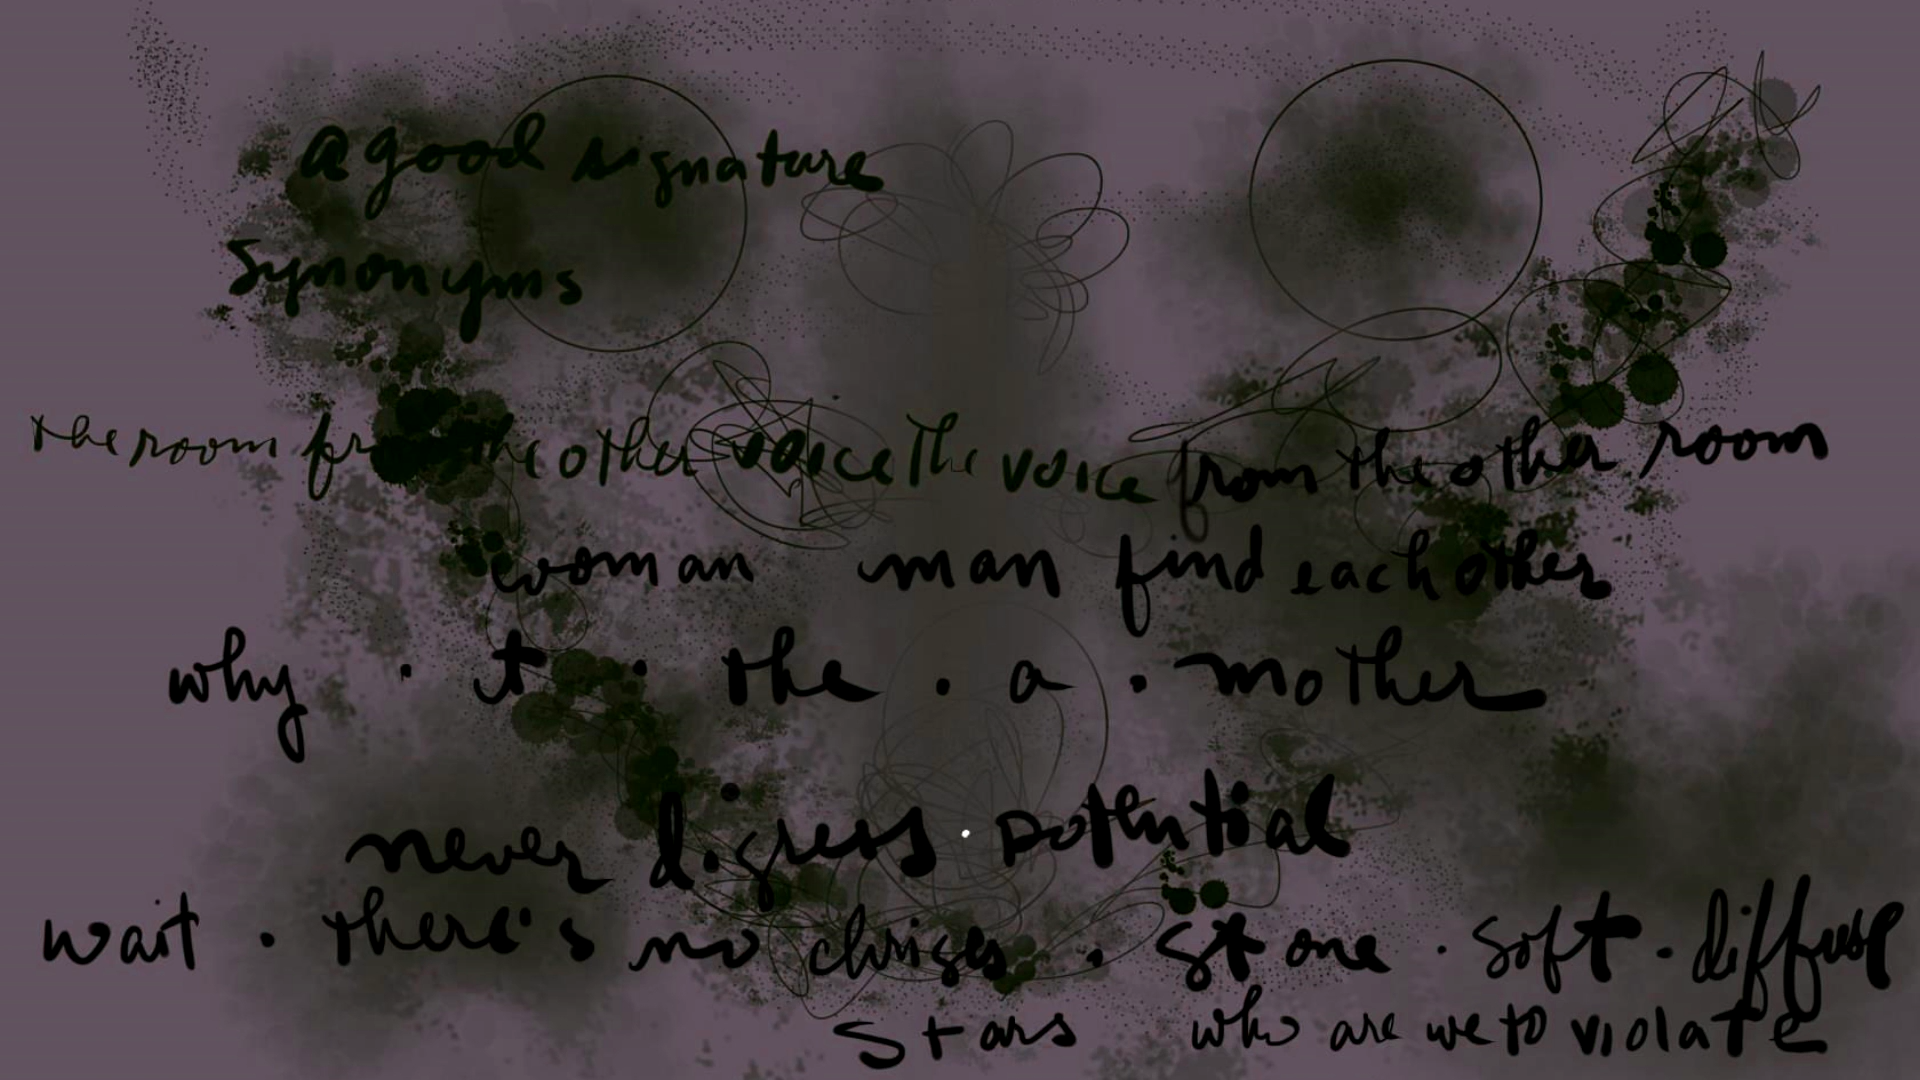 a good signature
synonyms
the room from the other voice the voice from the other room
woman man find each other
why · it · the · a · mother
never digress · potential
wait · there's no · stone · soft · diffuse
stars who are we to violate